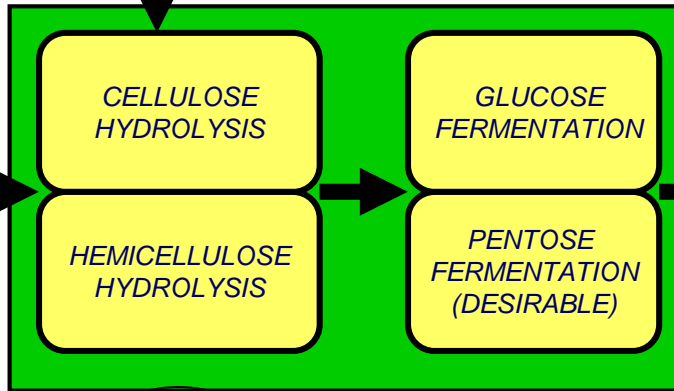 CELLULOSE
HYDROLYSIS
GLUCOSE
FERMENTATION
HEMICELLULOSE
HYDROLYSIS
PENTOSE
FERMENTATION
(DESIRABLE)